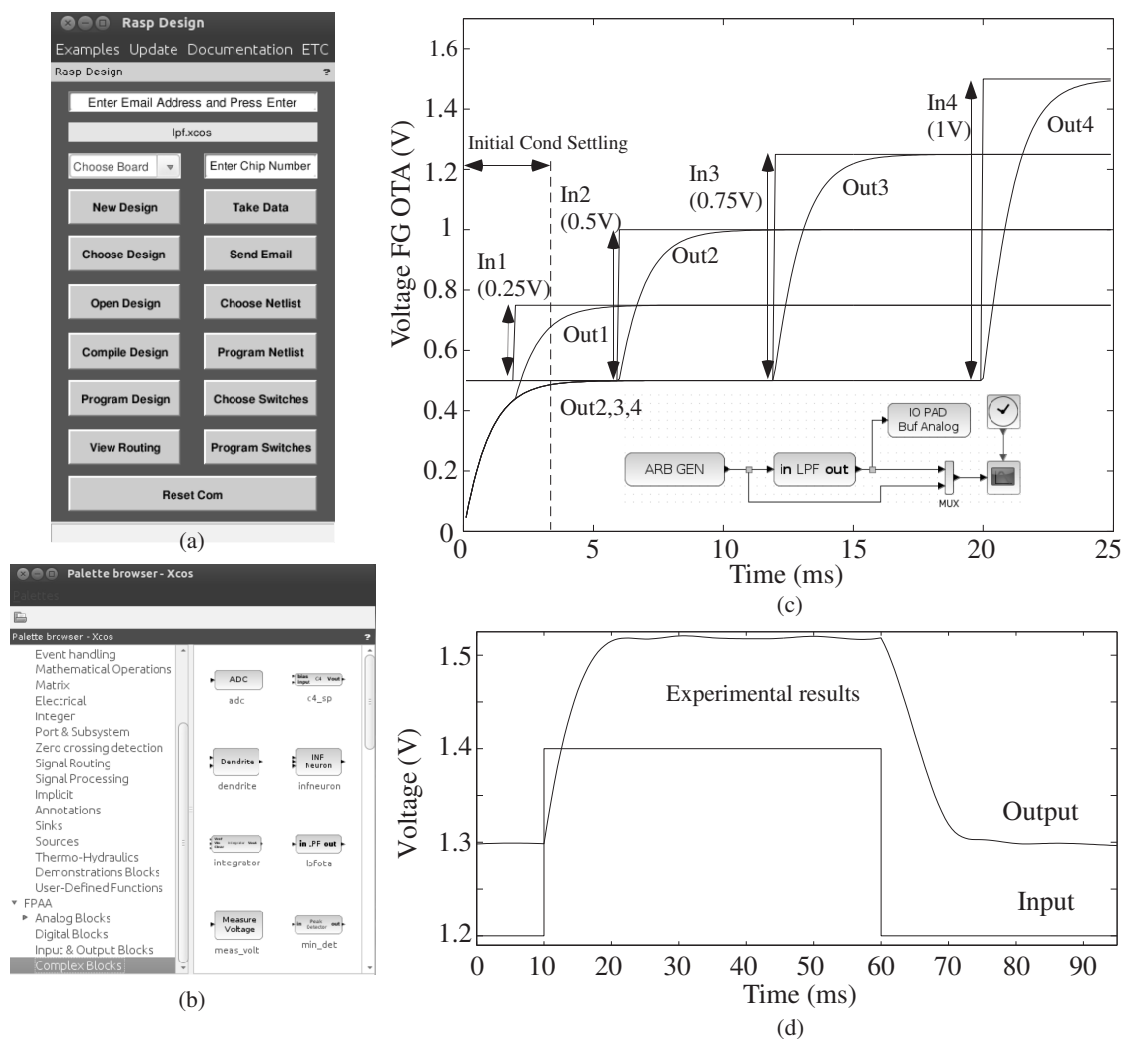 Rasp Design
Examples Update Documentation ETC
Rasp Design ?
Enter Email Address and Press Enter
lpf.xcos
Choose Board Enter Chip Number
New Design Take Data
Choose Design Send Email
Open Design Choose Netlist
Compile Design Program Netlist
Program Design Choose Switches
View Routing Program Switches
Reset Com
(a)
Palette browser - Xcos
Palettes
Palette browser - Xcos ?
Event handling
Mathematical Operations
Matrix
Electrical
Integer
Port & Subsystem
Zero crossing detection
Signal Routing
Signal Processing
Implicit
Annotations
Sinks
Sources
Thermo-Hydraulics
Demonstrations Blocks
User-Defined Functions
FPAA
Analog Blocks
Digital Blocks
Input & Output Blocks
Complex Blocks
ADC
adc
C4 Vout
c4_sp
Dendrite
dendrite
INF
Neuron
infneuron
integrator
in LPF out
lpfota
Measure
Voltage
meas_volt
in Peak Detector out
min_det
(b)
Voltage FG OTA (V)
1.6
1.4
1.2
1
0.8
0.6
0.4
0.2
0
Initial Cond Settling
In1
(0.25V)
In2
(0.5V)
In3
(0.75V)
In4
(1V)
Out1
Out2
Out3
Out4
Out2,3,4
ARB GEN
in LPF out
IO PAD
Buf Analog
MUX
0 5 10 15 20 25
Time (ms)
(c)
Voltage (V)
1.5
1.4
1.3
1.2
Experimental results
Output
Input
0 10 20 30 40 50 60 70 80 90
Time (ms)
(d)